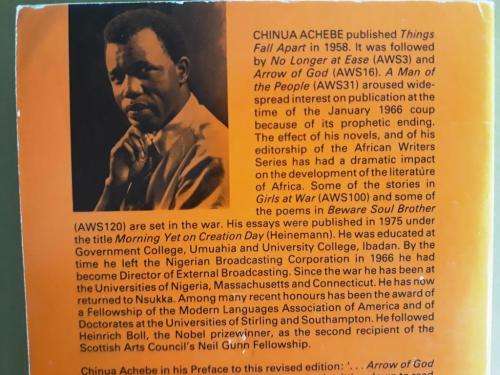 CHINUA ACHEBE published Things
Fall Apart in 1958. It was followed
by No Longer at Ease (AWS3) and
Arrow of God (AWS16). A Man of
the People (AWS31) aroused wide-
spread interest on publication at the
time of the January 1966 coup
because of its prophetic ending.
The effect of his novels, and of his
editorship of the African Writers
Series has had a dramatic impact
on the development of the literature
of Africa. Some of the stories in
Girls at War (AWS100) and some of
the poems in Beware Soul Brother
(AWS120) are set in the war. His essays were published in 1975 under
the title Morning Yet on Creation Day (Heinemann). He was educated at
Government College, Umuahia and University College, Ibadan. By the
time he left the Nigerian Broadcasting Corporation in 1966 he had
become Director of External Broadcasting. Since the war he has been at
the Universities of Nigeria, Massachusetts and Connecticut. He has now
returned to Nsukka. Among many recent honours has been the award of
a Fellowship of the Modern Languages Association of America and of
Doctorates at the Universities of Stirling and Southampton. He followed
Heinrich Boll, the Nobel prizewinner, as the second recipient of the
Scottish Arts Council's Neil Gunn Fellowship.
Chinua Achebe in his Preface to this revised edition: '. . . Arrow of God